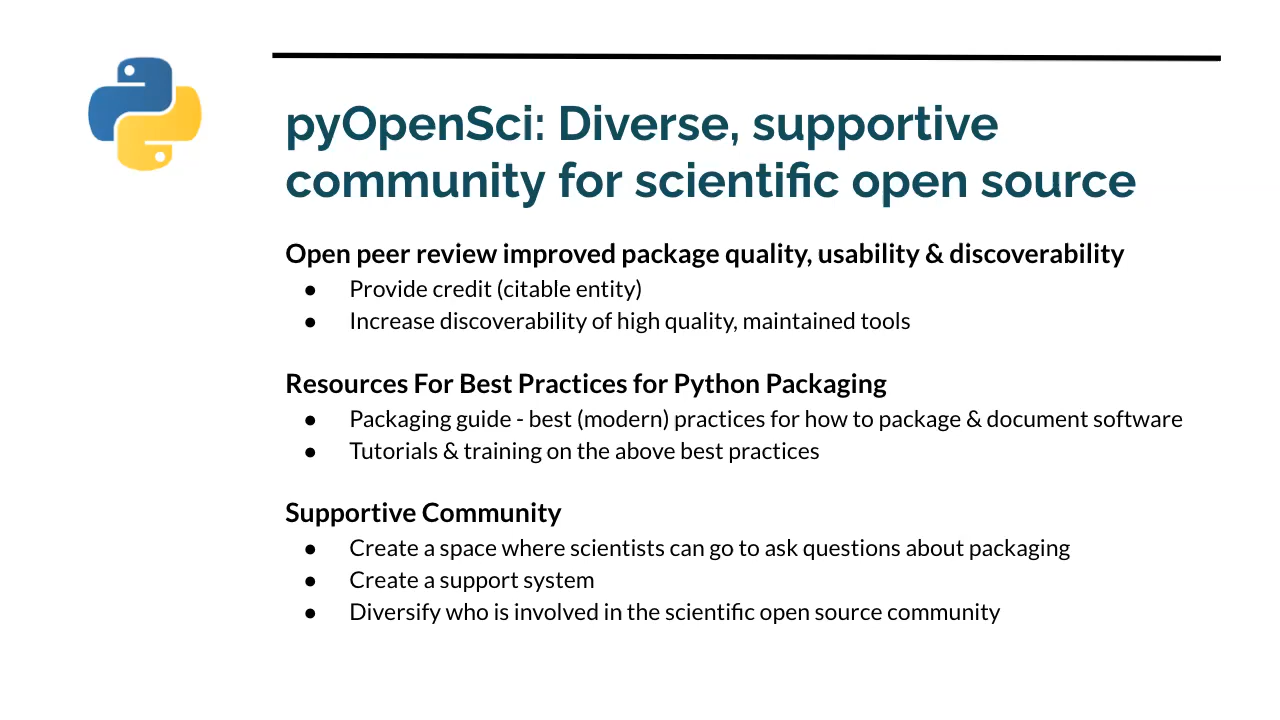 pyOpenSci: Diverse, supportive
community for scientific open source
Open peer review improved package quality, usability & discoverability
● Provide credit (citable entity)
● Increase discoverability of high quality, maintained tools
Resources For Best Practices for Python Packaging
● Packaging guide - best (modern) practices for how to package & document software
● Tutorials & training on the above best practices
Supportive Community
● Create a space where scientists can go to ask questions about packaging
● Create a support system
● Diversify who is involved in the scientific open source community